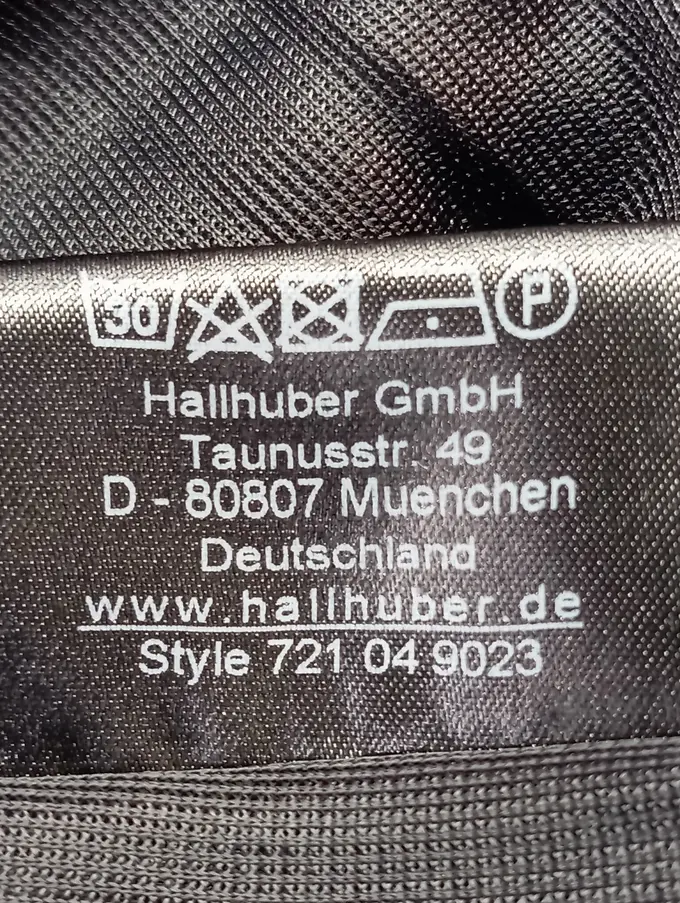 30 P
Hallhuber GmbH
Taunusstr. 49
D - 80807 Muenchen
Deutschland
www.hallhuber.de
Style 721 04 9023